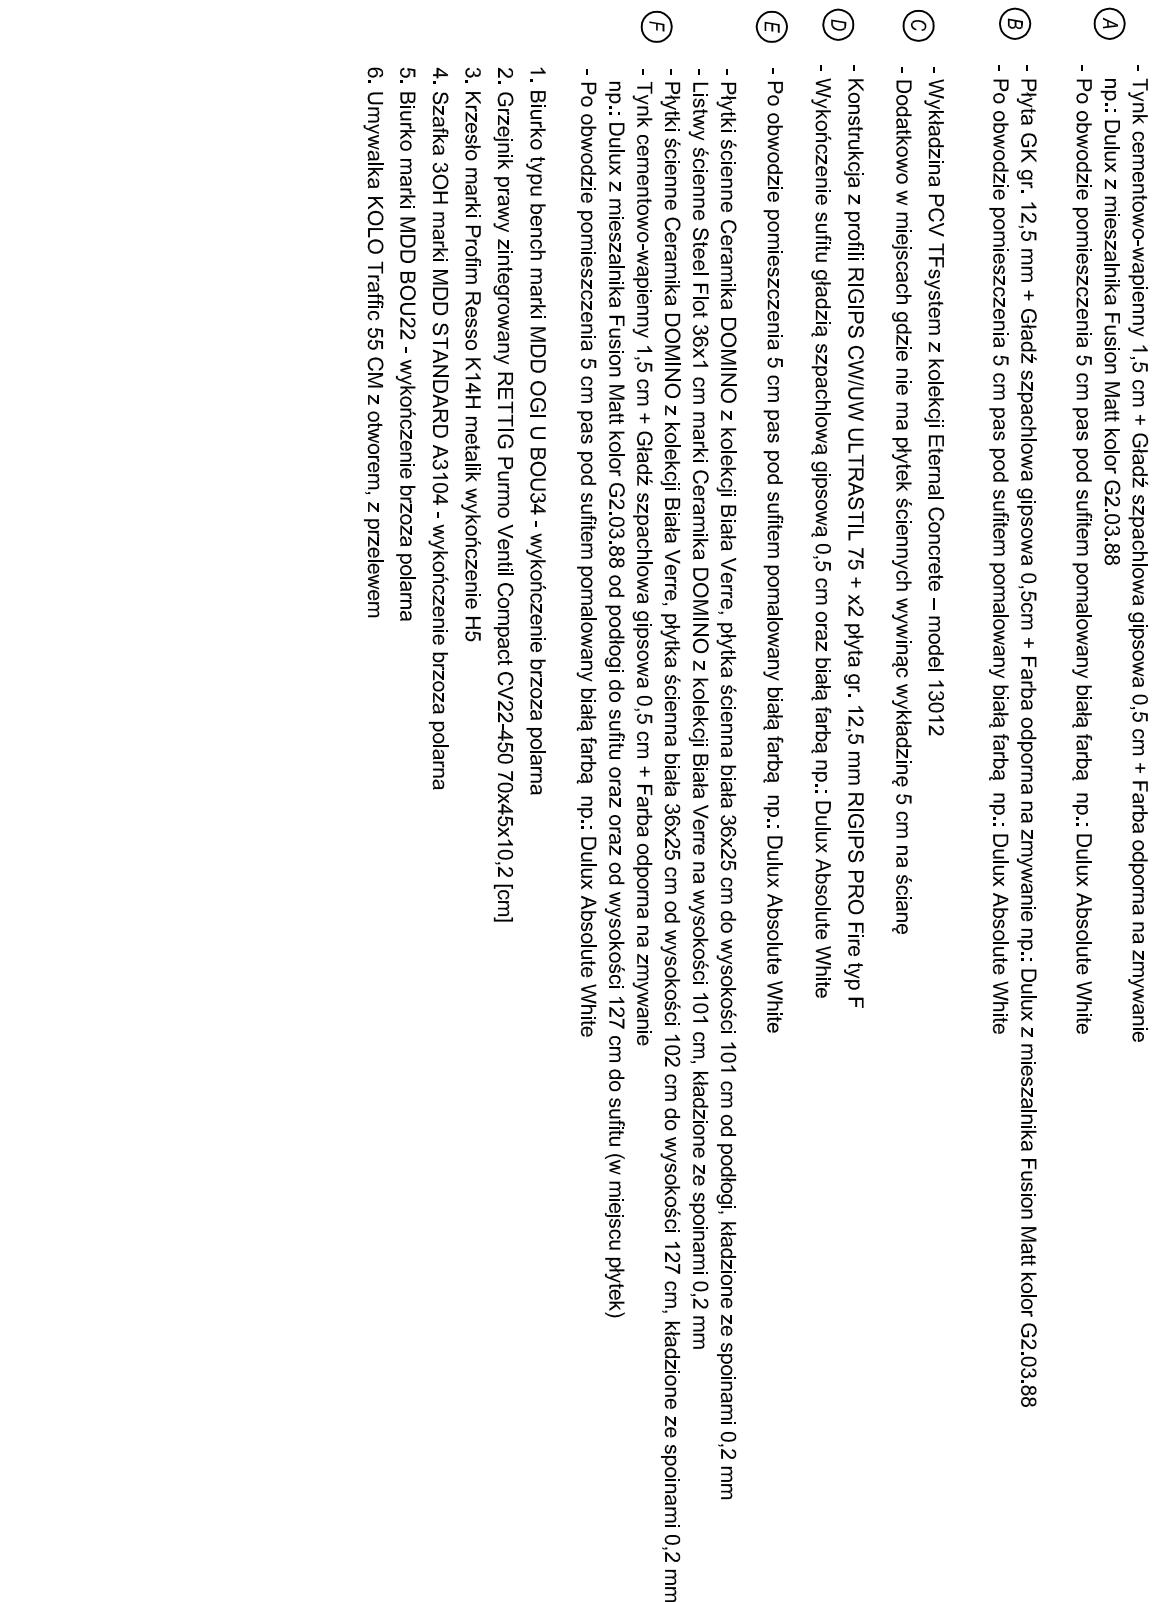 A - Tynk cementowo-wapienny 1,5 cm + Gładź szpachlowa gipsowa 0,5 cm + Farba odporna na zmywanie
np.: Dulux z mieszalnika Fusion Matt kolor G2.03.88
- Po obwodzie pomieszczenia 5 cm pas pod sufitem pomalowany białą farbą np.: Dulux Absolute White
B - Płyta GK gr. 12,5 mm + Gładź szpachlowa gipsowa 0,5cm + Farba odporna na zmywanie np.: Dulux z mieszalnika Fusion Matt kolor G2.03.88
- Po obwodzie pomieszczenia 5 cm pas pod sufitem pomalowany białą farbą np.: Dulux Absolute White
C - Wykładzina PCV TFsystem z kolekcji Eternal Concrete – model 13012
- Dodatkowo w miejscach gdzie nie ma płytek ściennych wywinąc wykładzinę 5 cm na ścianę
D - Konstrukcja z profili RIGIPS CW/UW ULTRASTIL 75 + x2 płyta gr. 12,5 mm RIGIPS PRO Fire typ F
- Wykończenie sufitu gładzią szpachlową gipsową 0,5 cm oraz białą farbą np.: Dulux Absolute White
E - Po obwodzie pomieszczenia 5 cm pas pod sufitem pomalowany białą farbą np.: Dulux Absolute White
F - Płytki ścienne Ceramika DOMINO z kolekcji Biała Verre, płytka ścienna biała 36x25 cm do wysokości 101 cm od podłogi, kładzione ze spoinami 0,2 mm
- Listwy ścienne Steel Flot 36x1 cm marki Ceramika DOMINO z kolekcji Biała Verre na wysokości 101 cm, kładzione ze spoinami 0,2 mm
- Płytki ścienne Ceramika DOMINO z kolekcji Biała Verre, płytka ścienna biała 36x25 cm od wysokości 102 cm do wysokości 127 cm, kładzione ze spoinami 0,2 mm
- Tynk cementowo-wapienny 1,5 cm + Gładź szpachlowa gipsowa 0,5 cm + Farba odporna na zmywanie
np.: Dulux z mieszalnika Fusion Matt kolor G2.03.88 od podłogi do sufitu oraz oraz od wysokości 127 cm do sufitu (w miejscu płytek)
- Po obwodzie pomieszczenia 5 cm pas pod sufitem pomalowany białą farbą np.: Dulux Absolute White
1. Biurko typu bench marki MDD OGI U BOU34 - wykończenie brzoza polarna
2. Grzejnik prawy zintegrowany RETTIG Purmo Ventil Compact CV22-450 70x45x10,2 [cm]
3. Krzesło marki Profim Resso K14H metalik wykończenie H5
4. Szafka 3OH marki MDD STANDARD A3104 - wykończenie brzoza polarna
5. Biurko marki MDD BOU22 - wykończenie brzoza polarna
6. Umywalka KOLO Traffic 55 CM z otworem, z przelewem